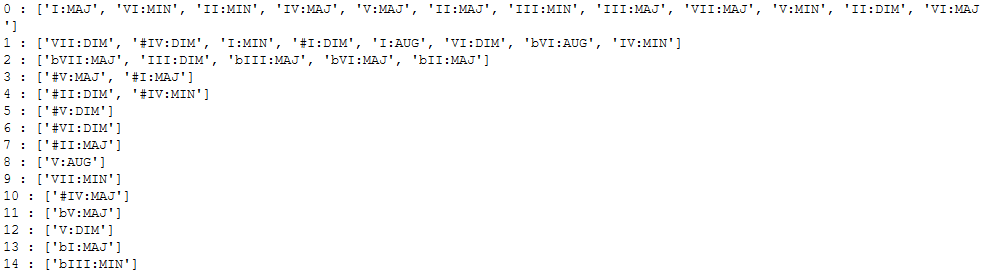 0 : ['I:MAJ', 'VI:MIN', 'II:MIN', 'IV:MAJ', 'V:MAJ', 'II:MAJ', 'III:MIN', 'III:MAJ', 'VII:MAJ', 'V:MIN', 'II:DIM', 'VI:MAJ
']
1 : ['VII:DIM', '#IV:DIM', 'I:MIN', '#I:DIM', 'I:AUG', 'VI:DIM', 'bVI:AUG', 'IV:MIN']
2 : ['bVII:MAJ', 'III:DIM', 'bIII:MAJ', 'bVI:MAJ', 'bII:MAJ']
3 : ['#V:MAJ', '#I:MAJ']
4 : ['#II:DIM', '#IV:MIN']
5 : ['#V:DIM']
6 : ['#VI:DIM']
7 : ['#II:MAJ']
8 : ['V:AUG']
9 : ['VII:MIN']
10 : ['#IV:MAJ']
11 : ['bV:MAJ']
12 : ['V:DIM']
13 : ['bI:MAJ']
14 : ['bIII:MIN']